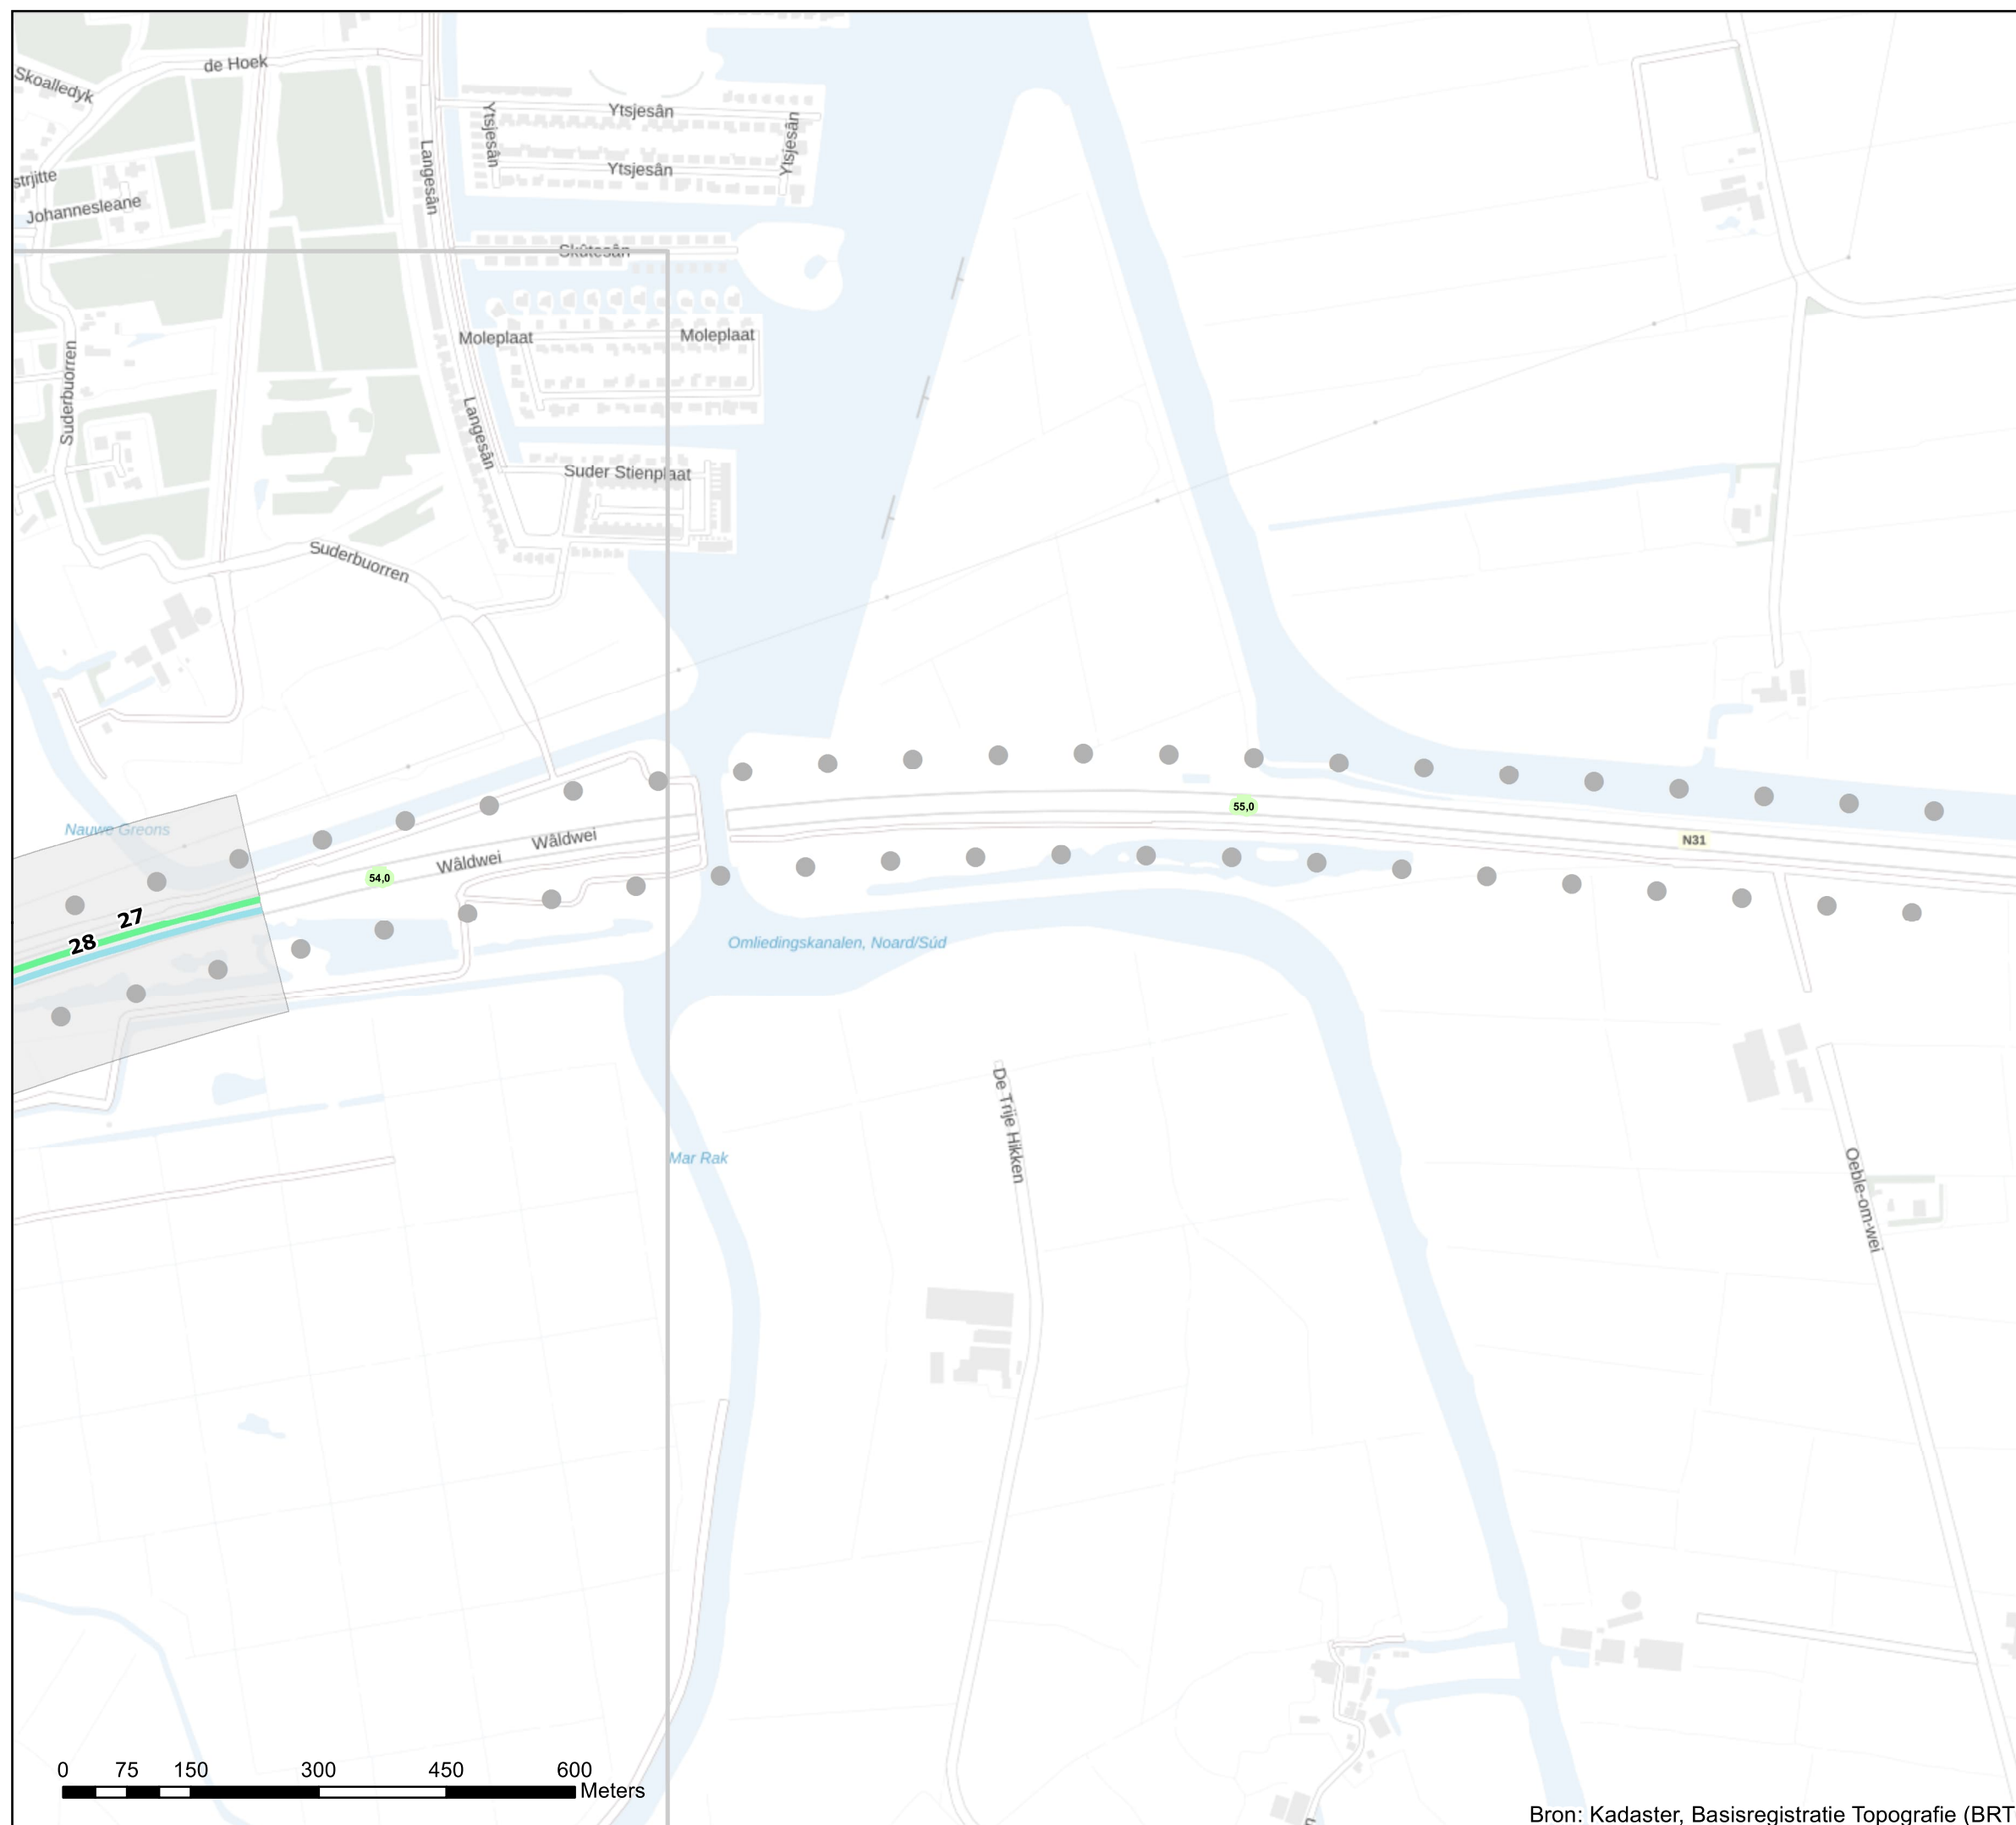 de Hoek
Skoalledyk
Ytsjesân
Ytsjesân
Ytsjesân
Langesân
Ytsjesân
strjitte
Johannesleane
Skûtesân
Moleplaat
Moleplaat
Suderbuorren
Langesân
Suder Stienplaat
Suderbuorren
55,0
Nauwe Greons
Wâldwei
Wâldwei
N31
54,0
27
28
Omliedingskanalen, Noard/Súd
De Trije Hikken
Mar Rak
Oeble-om-wei
0 75 150 300 450 600
Meters
Bron: Kadaster, Basisregistratie Topografie (BRT